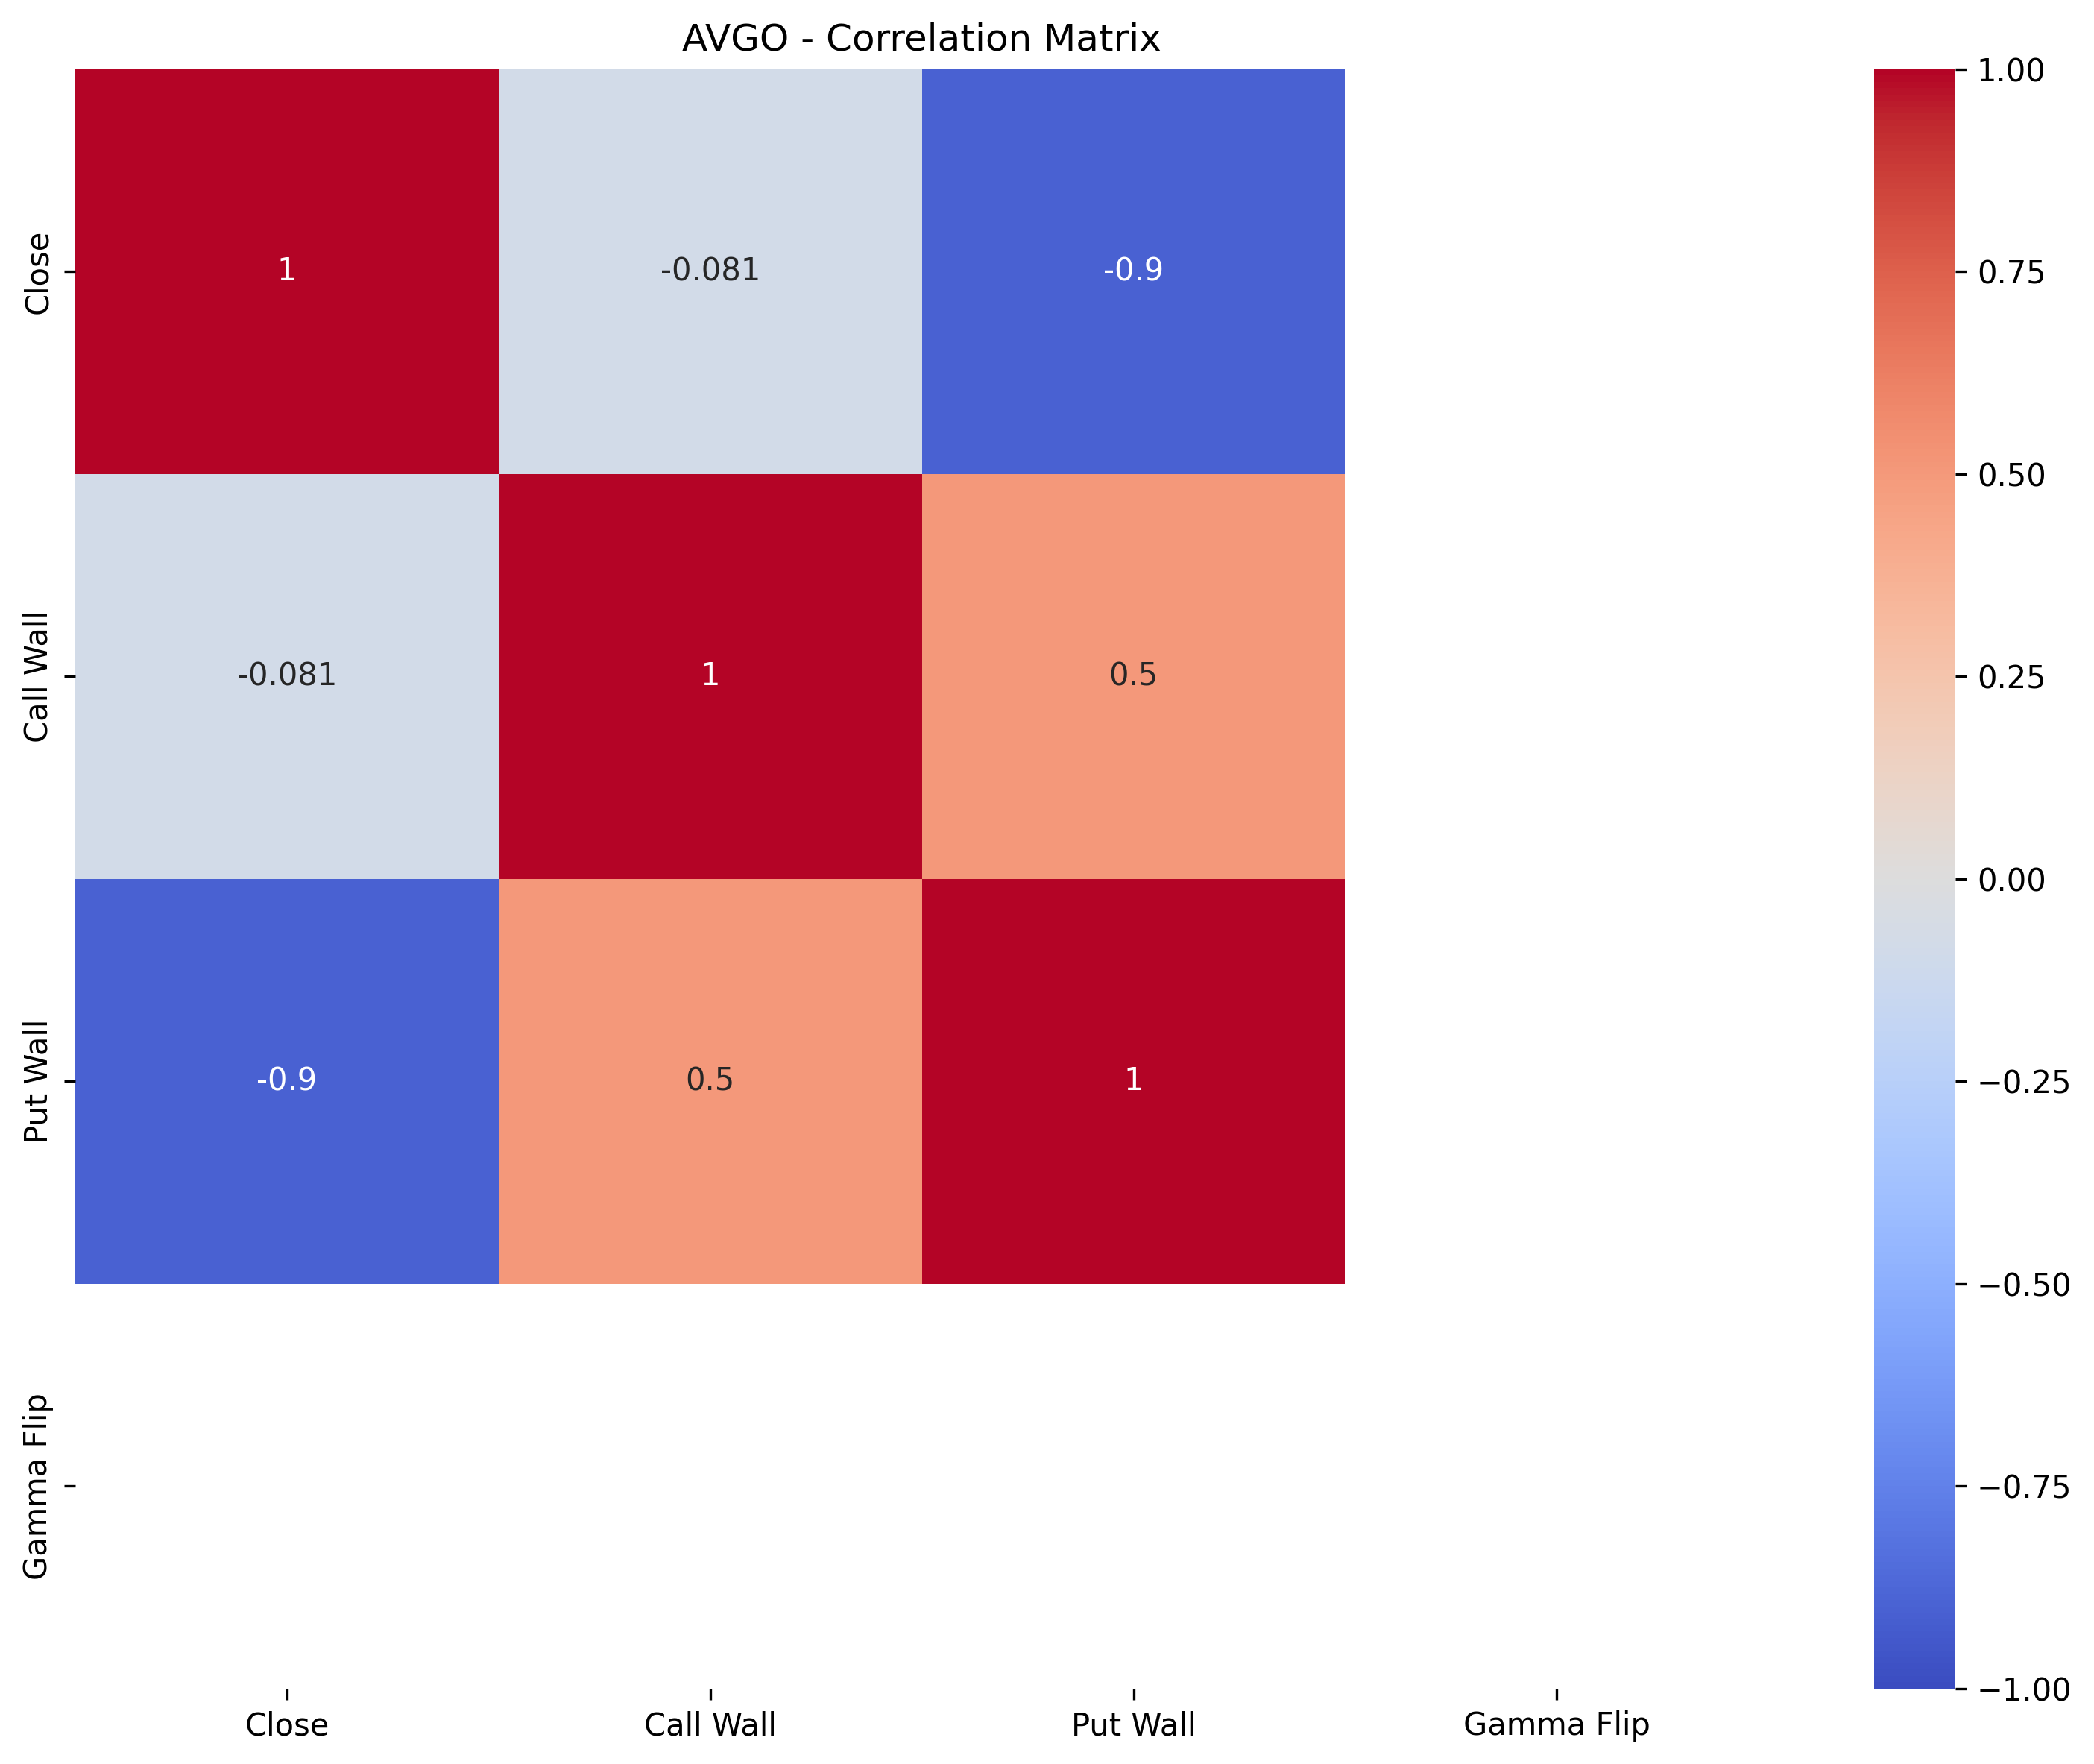 AVGO - Correlation Matrix
Close
1
-0.081
-0.9
Call Wall
-0.081
1
0.5
Put Wall
-0.9
0.5
1
Gamma Flip
Close
Call Wall
Put Wall
Gamma Flip
1.00
0.75
0.50
0.25
0.00
−0.25
−0.50
−0.75
−1.00